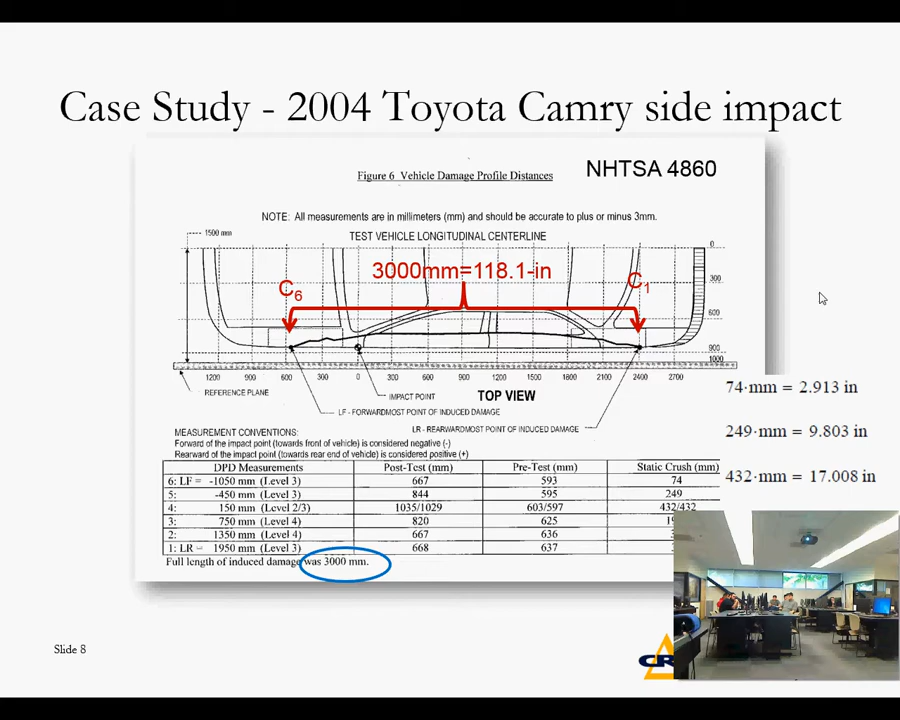 Case Study - 2004 Toyota Camry side impact
Figure 6 Vehicle Damage Profile Distances
NHTSA 4860
NOTE: All measurements are in millimeters (mm) and should be accurate to plus or minus 3mm.
TEST VEHICLE LONGITUDINAL CENTERLINE
1500 mm
0
3000mm=118.1-in
C6
C1
300
600
900
1000
1200 900 600 300 0 300 600 900 1200 1500 1800 2100 2400 2700
REFERENCE PLANE
IMPACT POINT
TOP VIEW
LF - FORWARDMOST POINT OF INDUCED DAMAGE
LR - REARWARDMOST POINT OF INDUCED DAMAGE
74·mm = 2.913 in
249·mm = 9.803 in
432·mm = 17.008 in
MEASUREMENT CONVENTIONS:
Forward of the impact point (towards front of vehicle) is considered negative (-)
Rearward of the impact point (towards rear end of vehicle) is considered positive (+)
DPD Measurements Post-Test (mm) Pre-Test (mm) Static Crush (mm)
6: LF = -1050 mm (Level 3) 667 593 74
5: -450 mm (Level 3) 844 595 249
4: 150 mm (Level 2/3) 1035/1029 603/597 432/432
3: 750 mm (Level 4) 820 625
2: 1350 mm (Level 4) 667 636
1: LR = 1950 mm (Level 3) 668 637
Full length of induced damage was 3000 mm.
Slide 8